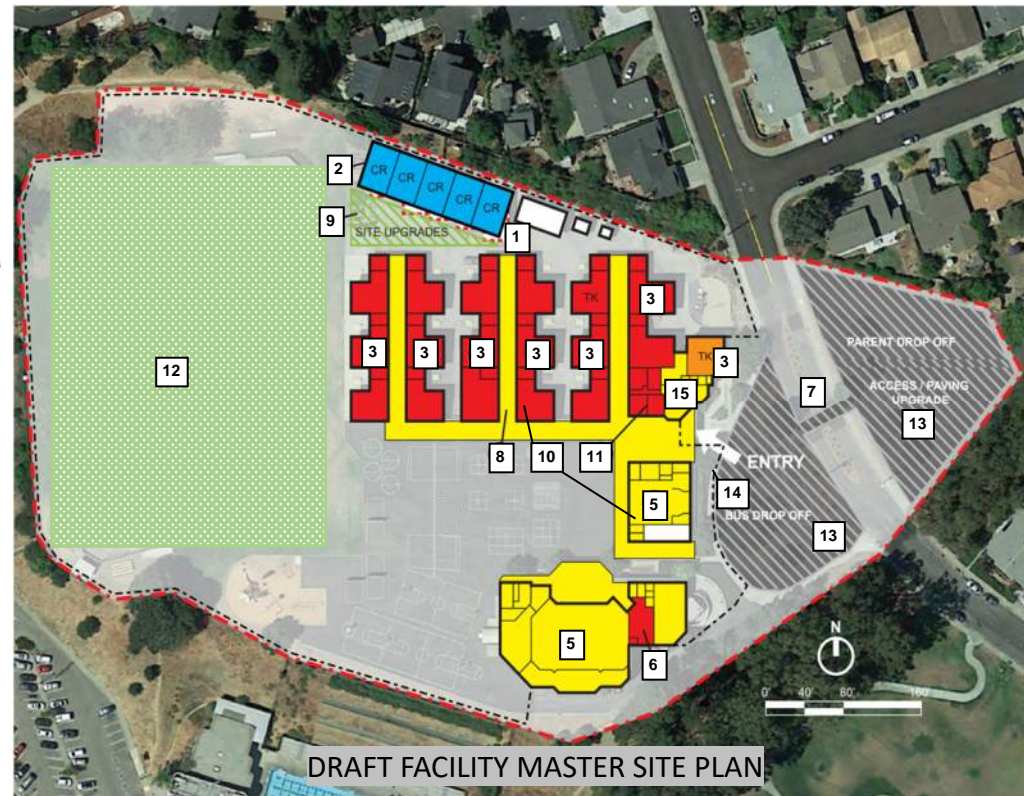 2
CR
CR
CR
CR
CR
9
SITE UPGRADES
1
TK
3
3
3
3
3
3
TK
3
PARENT DROP OFF
12
15
7
ACCESS / PAVING
UPGRADE
13
8
10
11
ENTRY
14
5
BUS DROP OFF
13
5
6
N
0'
40'
80'
160'
DRAFT FACILITY MASTER SITE PLAN